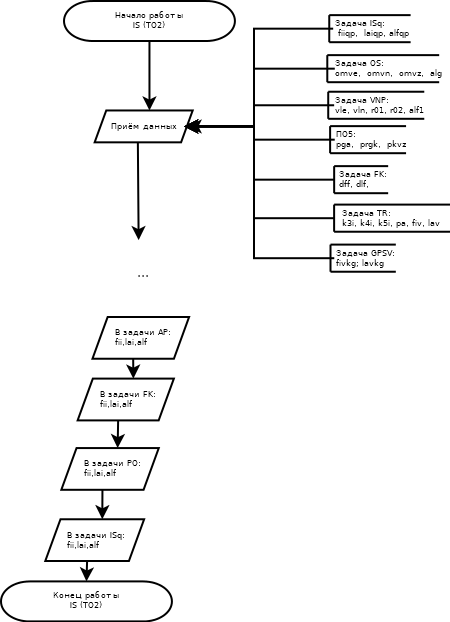 Начало работы
IS (TO2)
Задача ISq:
fiiqp, laiqp, alfqp
Задача OS:
omve, omvn, omvz, alg
Задача VNP:
vle, vln, r01, r02, alf1
Приём данных
ПО5:
pga, prgk, pkvz
Задача FK:
dff, dlf,
Задача TR:
k3i, k4i, k5i, pa, fiv, lav
Задача GPSV:
fivkg; lavkg
...
В задачи AP:
fii,lai,alf
В задачи FK:
fii,lai,alf
В задачи PO:
fii,lai,alf
В задачи ISq:
fii,lai,alf
Конец работы
IS (TO2)